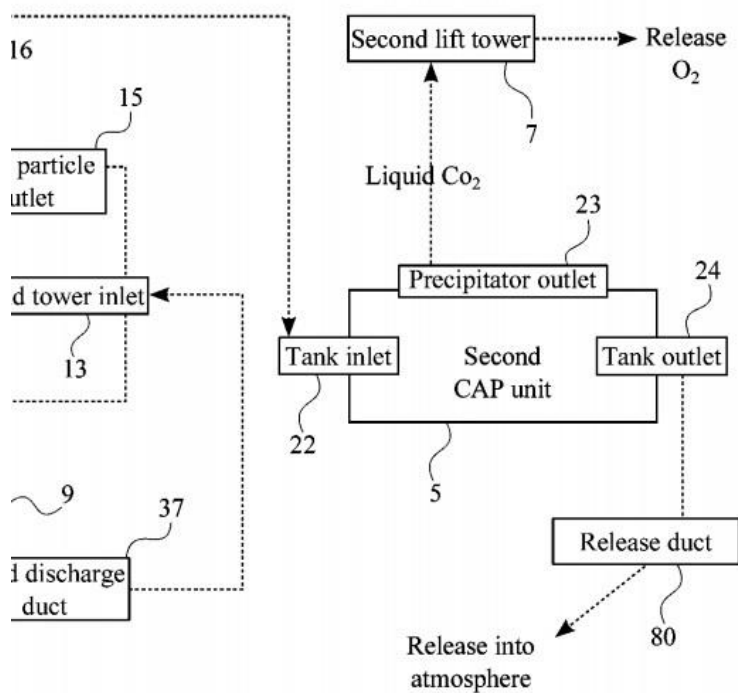 16
15
particle
utlet
d tower inlet
13
9
37
d discharge
duct
Second lift tower
7
Release
O₂
Liquid Co₂
23
Precipitator outlet
24
Tank inlet
22
Second
CAP unit
5
Tank outlet
Release duct
80
Release into
atmosphere